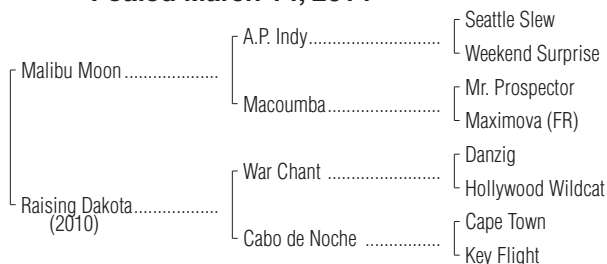 Foaled March
Seattle Slew
A.P. Indy
Weekend Surprise
Malibu Moon
Mr. Prospector
Macoumba
Maximova (FR)
Danzig
War Chant
Hollywood Wildcat
Raising Dakota
(2010)
Cape Town
Cabo de Noche
Key Flight